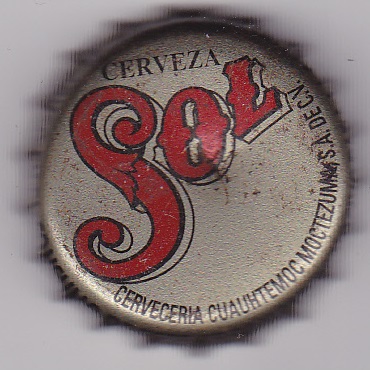 CERVEZA
SOL
CERVECERIA CUAUHTEMOC MOCTEZUMA, S.A. DE C.V.